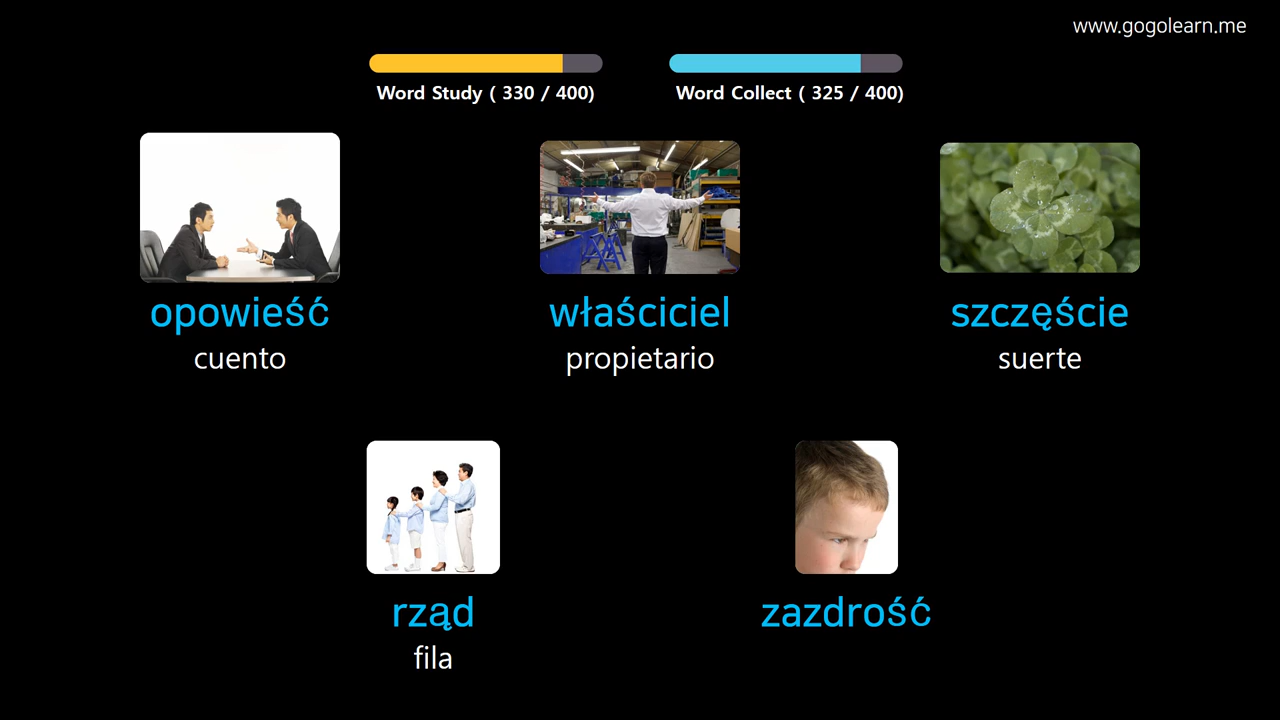 www.gogolearn.me
Word Study ( 330 / 400)
Word Collect ( 325 / 400)
opowieść
cuento
właściciel
propietario
szczęście
suerte
rząd
fila
zazdrość